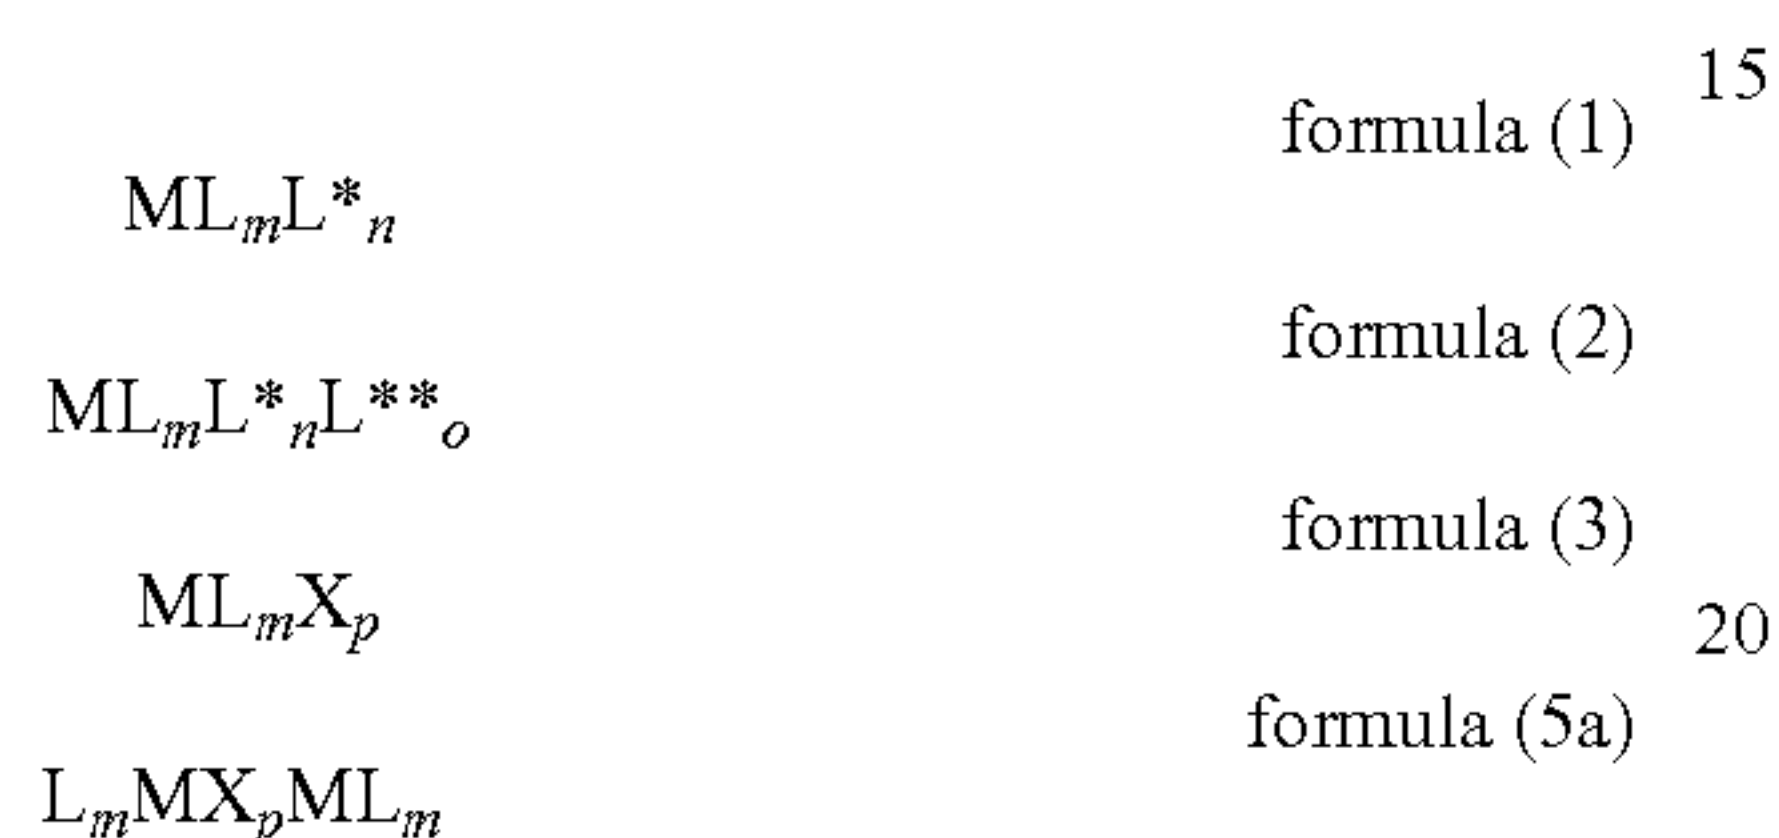 15
formula (1)
MLmL*n
formula (2)
MLmL*nL**o
formula (3)
MLmXp
20
formula (5a)
LmMXpMLm